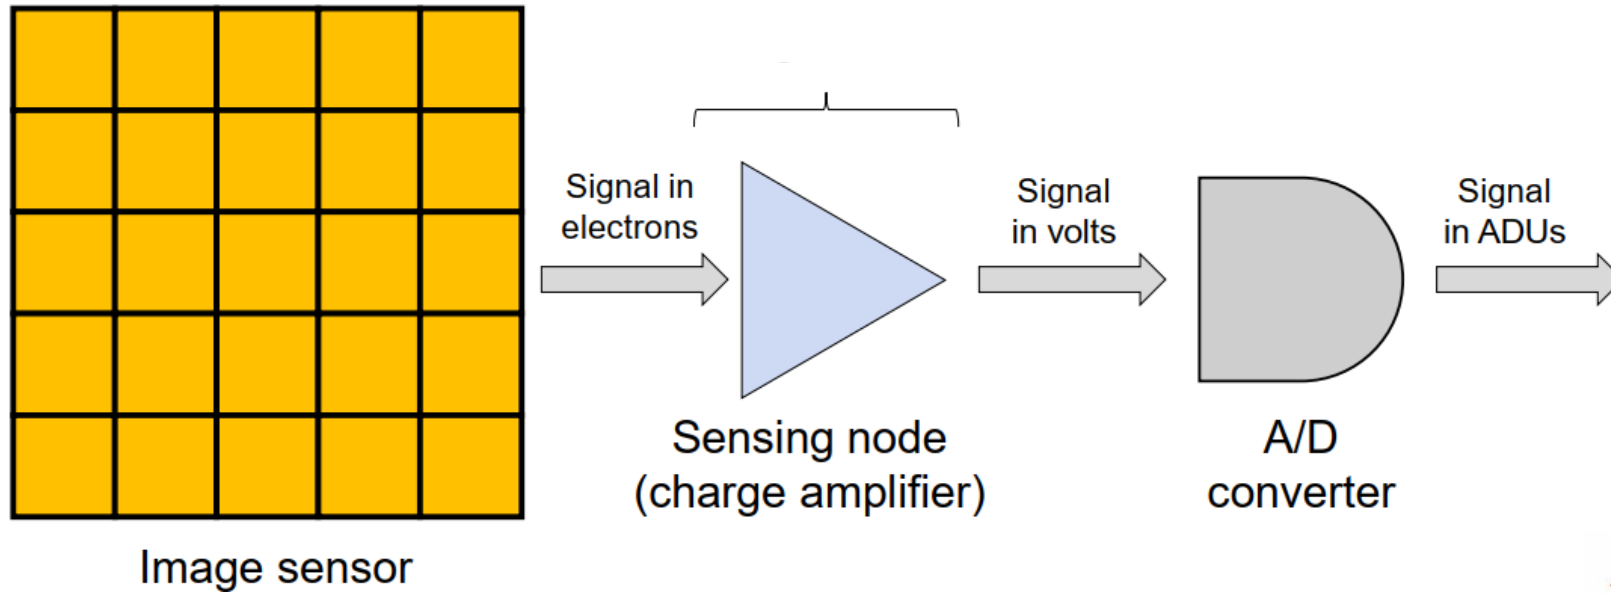 Signal in
electrons
Signal
in volts
Signal
in ADUs
Sensing node
(charge amplifier)
A/D
converter
Image sensor